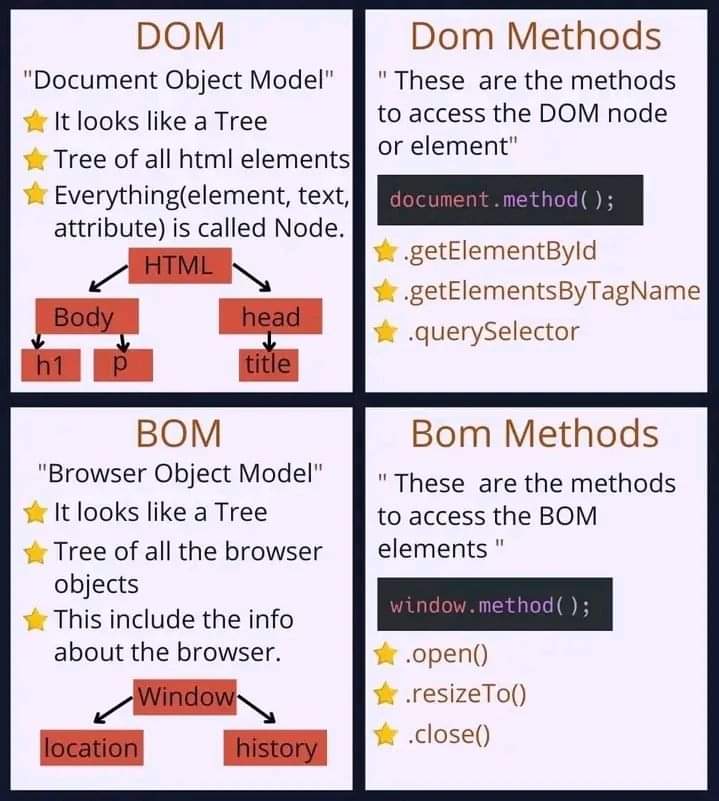 DOM
"Document Object Model"
It looks like a Tree
Tree of all html elements
Everything(element, text,
attribute) is called Node.
HTML
Body
head
h1
p
title
Dom Methods
" These are the methods
to access the DOM node
or element"
document.method();
.getElementById
.getElementsByTagName
.querySelector
BOM
"Browser Object Model"
It looks like a Tree
Tree of all the browser
objects
This include the info
about the browser.
Window
location
history
Bom Methods
" These are the methods
to access the BOM
elements "
window.method();
.open()
.resizeTo()
.close()